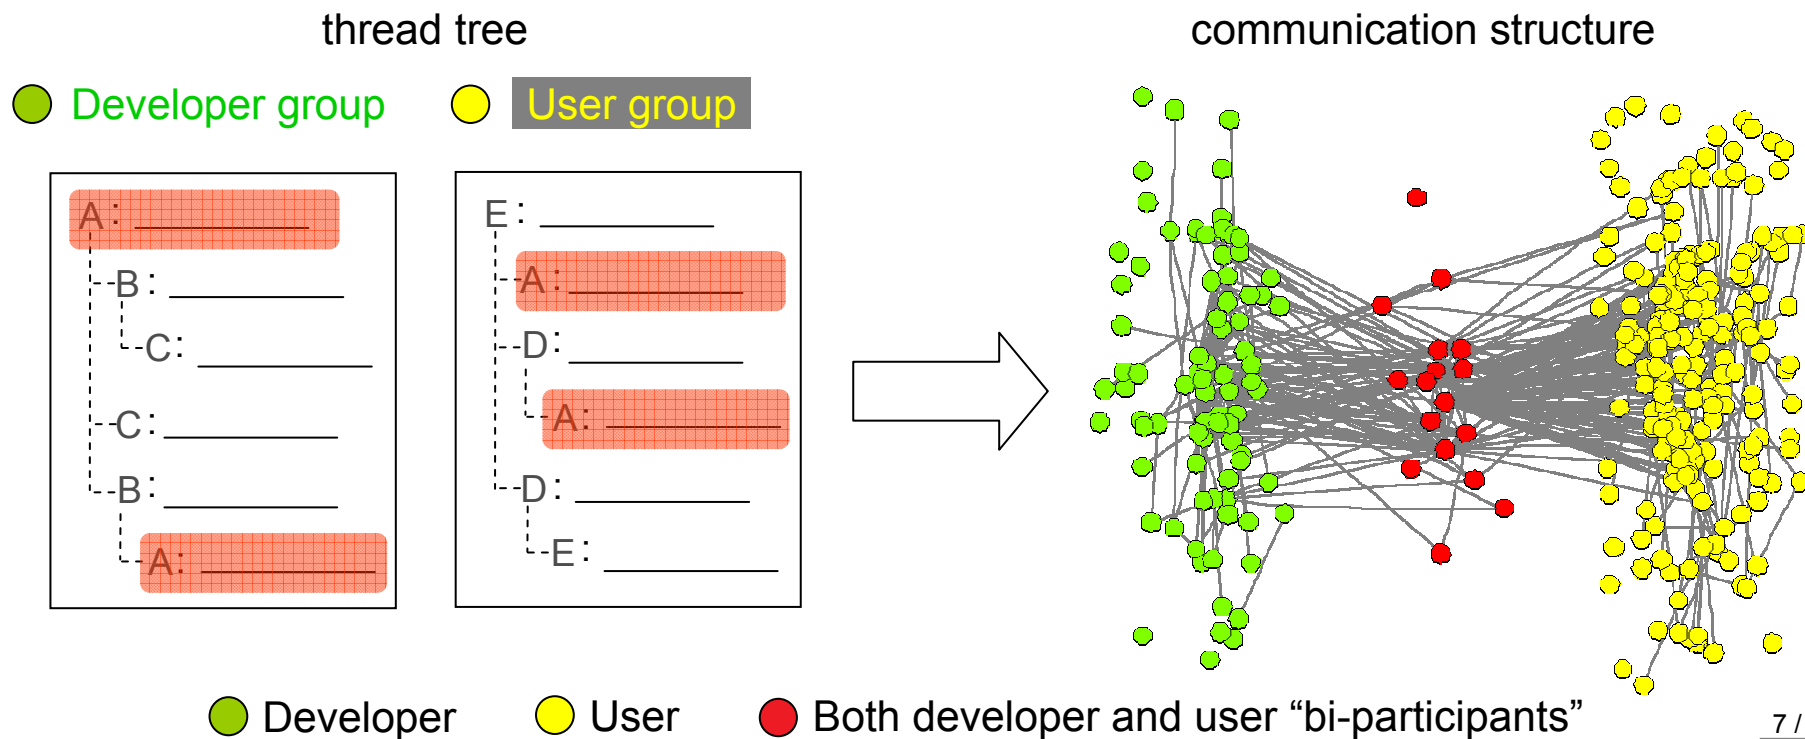 thread tree
communication structure
Developer group
User group
A:
B:
C:
C:
B:
A:
E:
A:
D:
A:
D:
E:
Developer
User
Both developer and user “bi-participants”
7 /